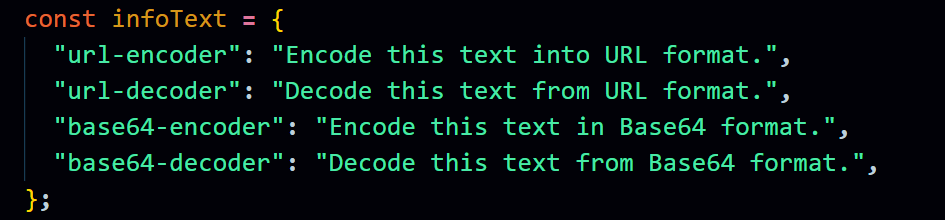 const infoText = {
  "url-encoder": "Encode this text into URL format.",
  "url-decoder": "Decode this text from URL format.",
  "base64-encoder": "Encode this text in Base64 format.",
  "base64-decoder": "Decode this text from Base64 format.",
};